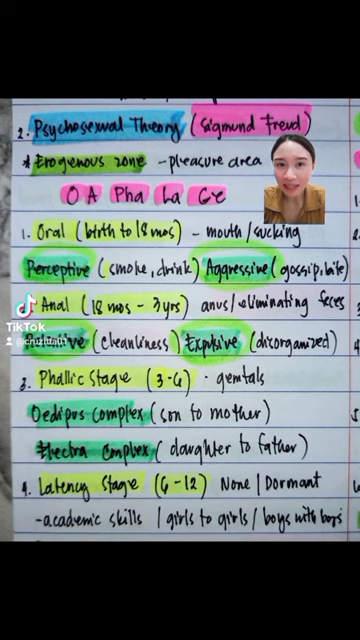 2. Psychosexual Theory (Sigmund Freud)
* Erogenous zone - pleasure area
O A Pha La Ge
1. Oral (birth to 18 mos) - mouth/sucking
Perceptive (smoke, drink) Aggressive (gossip, bite)
Anal (18 mos - 3 yrs) anus/eliminating feces
TikTok
(cleanliness) Expulsive (disorganized)
3. Phallic Stage (3-6) - genitals
Oedipus complex (son to mother)
Electra complex (daughter to father)
4. Latency Stage (6-12) None | Dormant
-academic skills | girls to girls / boys with boys